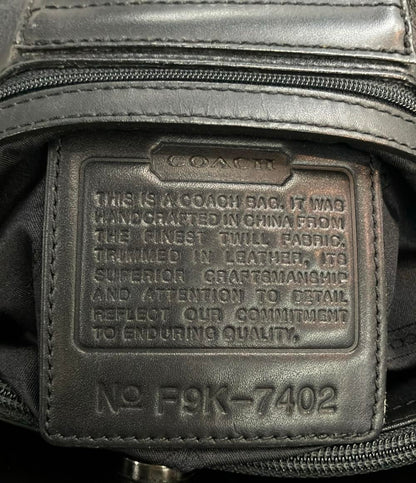 COACH
THIS IS A COACH BAG. IT WAS
HANDCRAFTED IN CHINA FROM
THE FINEST TWILL FABRIC.
TRIMMED IN LEATHER, ITS
SUPERIOR CRAFTSMANSHIP
AND ATTENTION TO DETAIL
REFLECT OUR COMMITMENT
TO ENDURING QUALITY.
No F9K-7402